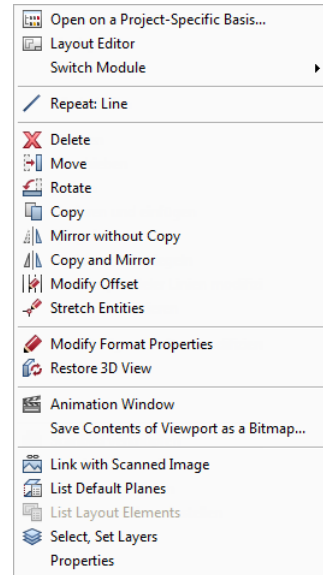 Open on a Project-Specific Basis...
Layout Editor
Switch Module
Repeat: Line
Delete
Move
Rotate
Copy
Mirror without Copy
Copy and Mirror
Modify Offset
Stretch Entities
Modify Format Properties
Restore 3D View
Animation Window
Save Contents of Viewport as a Bitmap...
Link with Scanned Image
List Default Planes
List Layout Elements
Select, Set Layers
Properties